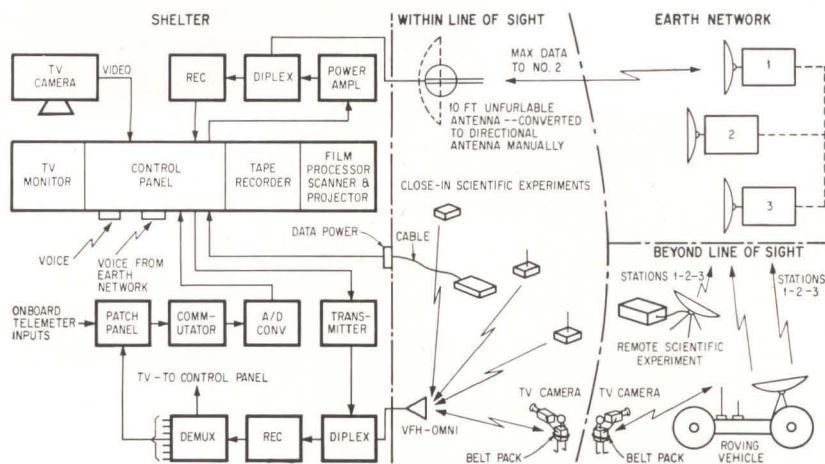 SHELTER
WITHIN LINE OF SIGHT
EARTH NETWORK
TV
CAMERA
VIDEO
REC
DIPLEX
POWER
AMPL
MAX DATA
TO NO. 2
1
10 FT UNFURLABLE
ANTENNA--CONVERTED
TO DIRECTIONAL
ANTENNA MANUALLY
2
TV
MONITOR
CONTROL
PANEL
TAPE
RECORDER
FILM
PROCESSOR
SCANNER &
PROJECTOR
CLOSE-IN SCIENTIFIC EXPERIMENTS
3
VOICE
VOICE FROM
EARTH
NETWORK
DATA POWER
CABLE
BEYOND LINE OF SIGHT
STATIONS
1-2-3
STATIONS
1-2-3
ONBOARD
TELEMETER
INPUTS
PATCH
PANEL
COMM-
UTATOR
A/D
CONV
TRANS-
MITTER
REMOTE SCIENTIFIC
EXPERIMENT
TV-TO CONTROL PANEL
DEMUX
REC
DIPLEX
VFH-OMNI
TV CAMERA
TV CAMERA
BELT PACK
BELT PACK
ROVING
VEHICLE